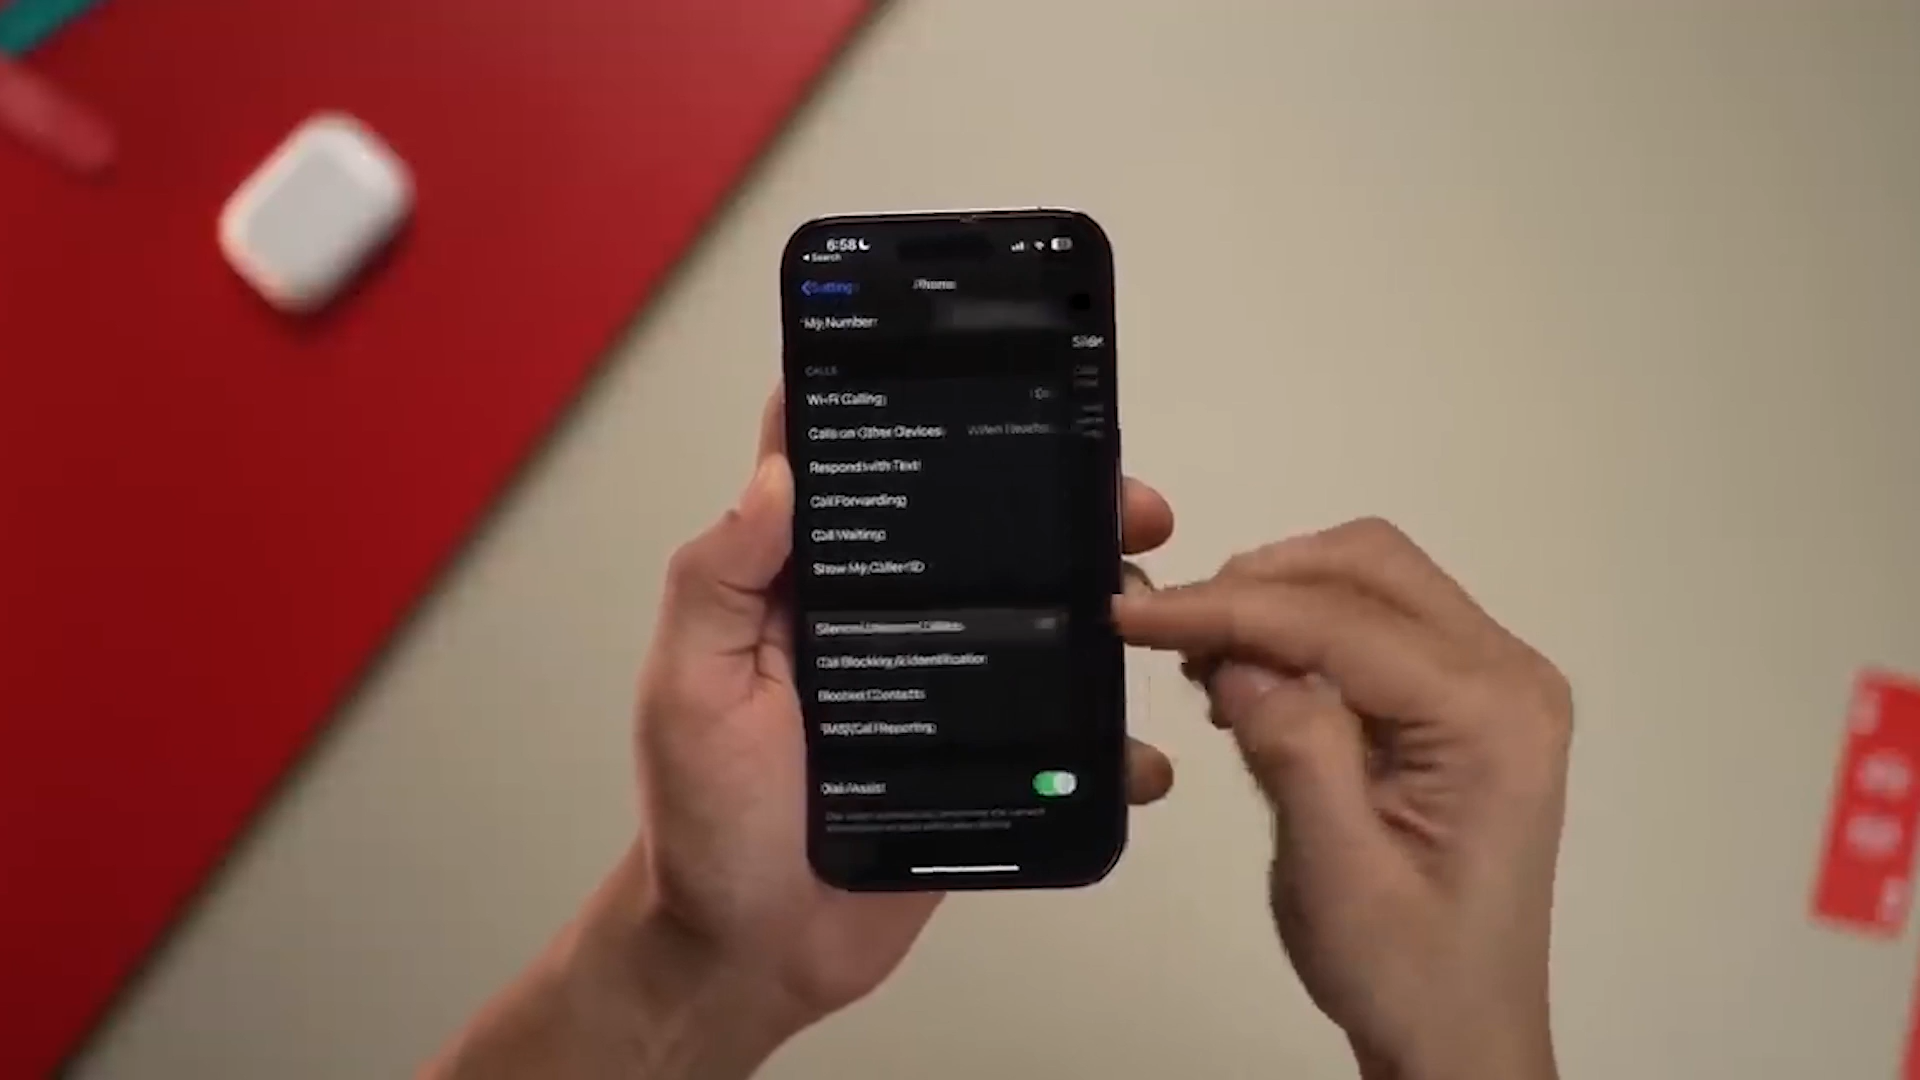 6:58
Search
Settings
Phone
My Number
CALLS
Wi-Fi Calling
Calls on Other Devices
Respond with Text
Call Forwarding
Call Waiting
Show My Caller ID
Silence Unknown Callers
Call Blocking & Identification
Blocked Contacts
SMS/Call Reporting
Dial Assist